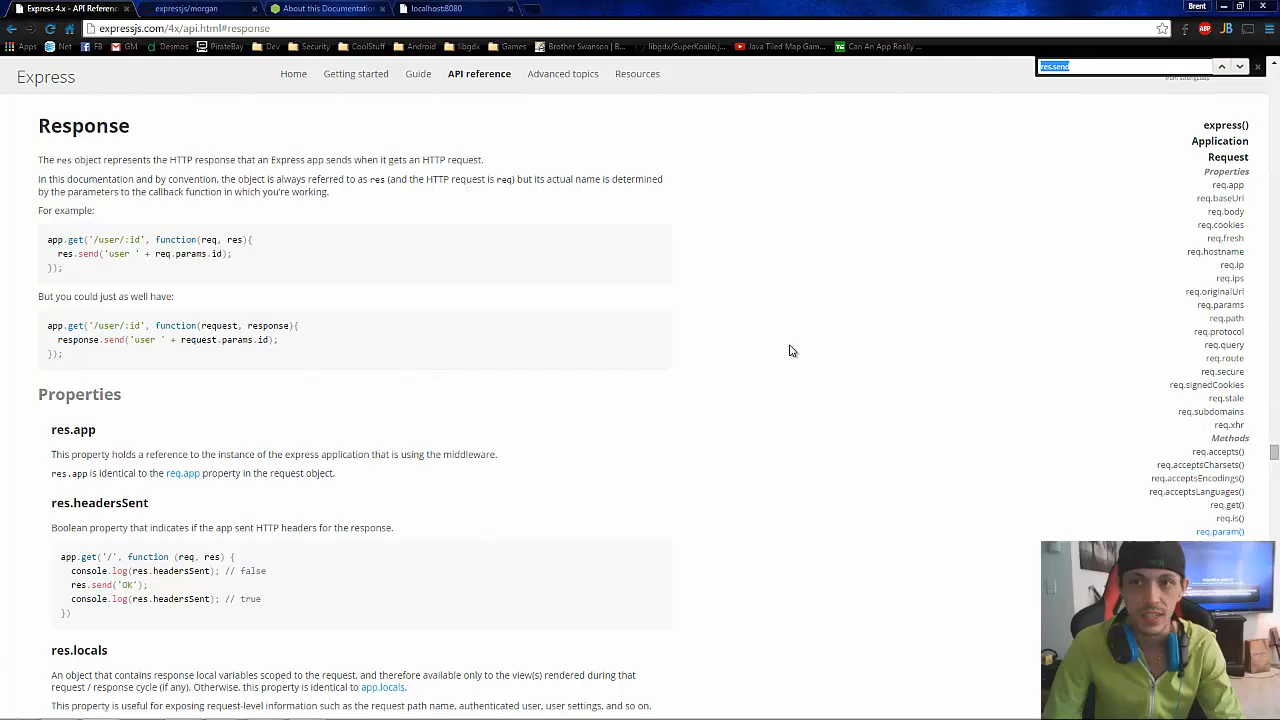 Express 4.x - API Referenc
expressjs/morgan
About this Documentation
localhost:8080
Brent
expressjs.com/4x/api.html#response
Apps
Net
FB
GM
Desmos
PirateBay
Dev
Security
CoolStuff
Android
libgdx
Games
Brother Swanson | B...
libgdx/SuperKoalio.j...
Java Tiled Map Gam...
Can An App Really ...
res.send
Express
Home
Getting started
Guide
API reference
Advanced topics
Resources
from StrongLoop
Response
The res object represents the HTTP response that an Express app sends when it gets an HTTP request.
In this documentation and by convention, the object is always referred to as res (and the HTTP request is req) but its actual name is determined
by the parameters to the callback function in which you're working.
For example:
app.get('/user/:id', function(req, res){
res.send('user ' + req.params.id);
});
But you could just as well have:
app.get('/user/:id', function(request, response){
response.send('user ' + request.params.id);
});
Properties
res.app
This property holds a reference to the instance of the express application that is using the middleware.
res.app is identical to the req.app property in the request object.
res.headersSent
Boolean property that indicates if the app sent HTTP headers for the response.
app.get('/', function (req, res) {
console.log(res.headersSent); // false
res.send('OK');
console.log(res.headersSent); // true
})
res.locals
An object that contains response local variables scoped to the request, and therefore available only to the view(s) rendered during that
request / response cycle (if any). Otherwise, this property is identical to app.locals.
This property is useful for exposing request-level information such as the request path name, authenticated user, user settings, and so on.
express()
Application
Request
Properties
req.app
req.baseUrl
req.body
req.cookies
req.fresh
req.hostname
req.ip
req.ips
req.originalUrl
req.params
req.path
req.protocol
req.query
req.route
req.secure
req.signedCookies
req.stale
req.subdomains
req.xhr
Methods
req.accepts()
req.acceptsCharsets()
req.acceptsEncodings()
req.acceptsLanguages()
req.get()
req.is()
req.param()